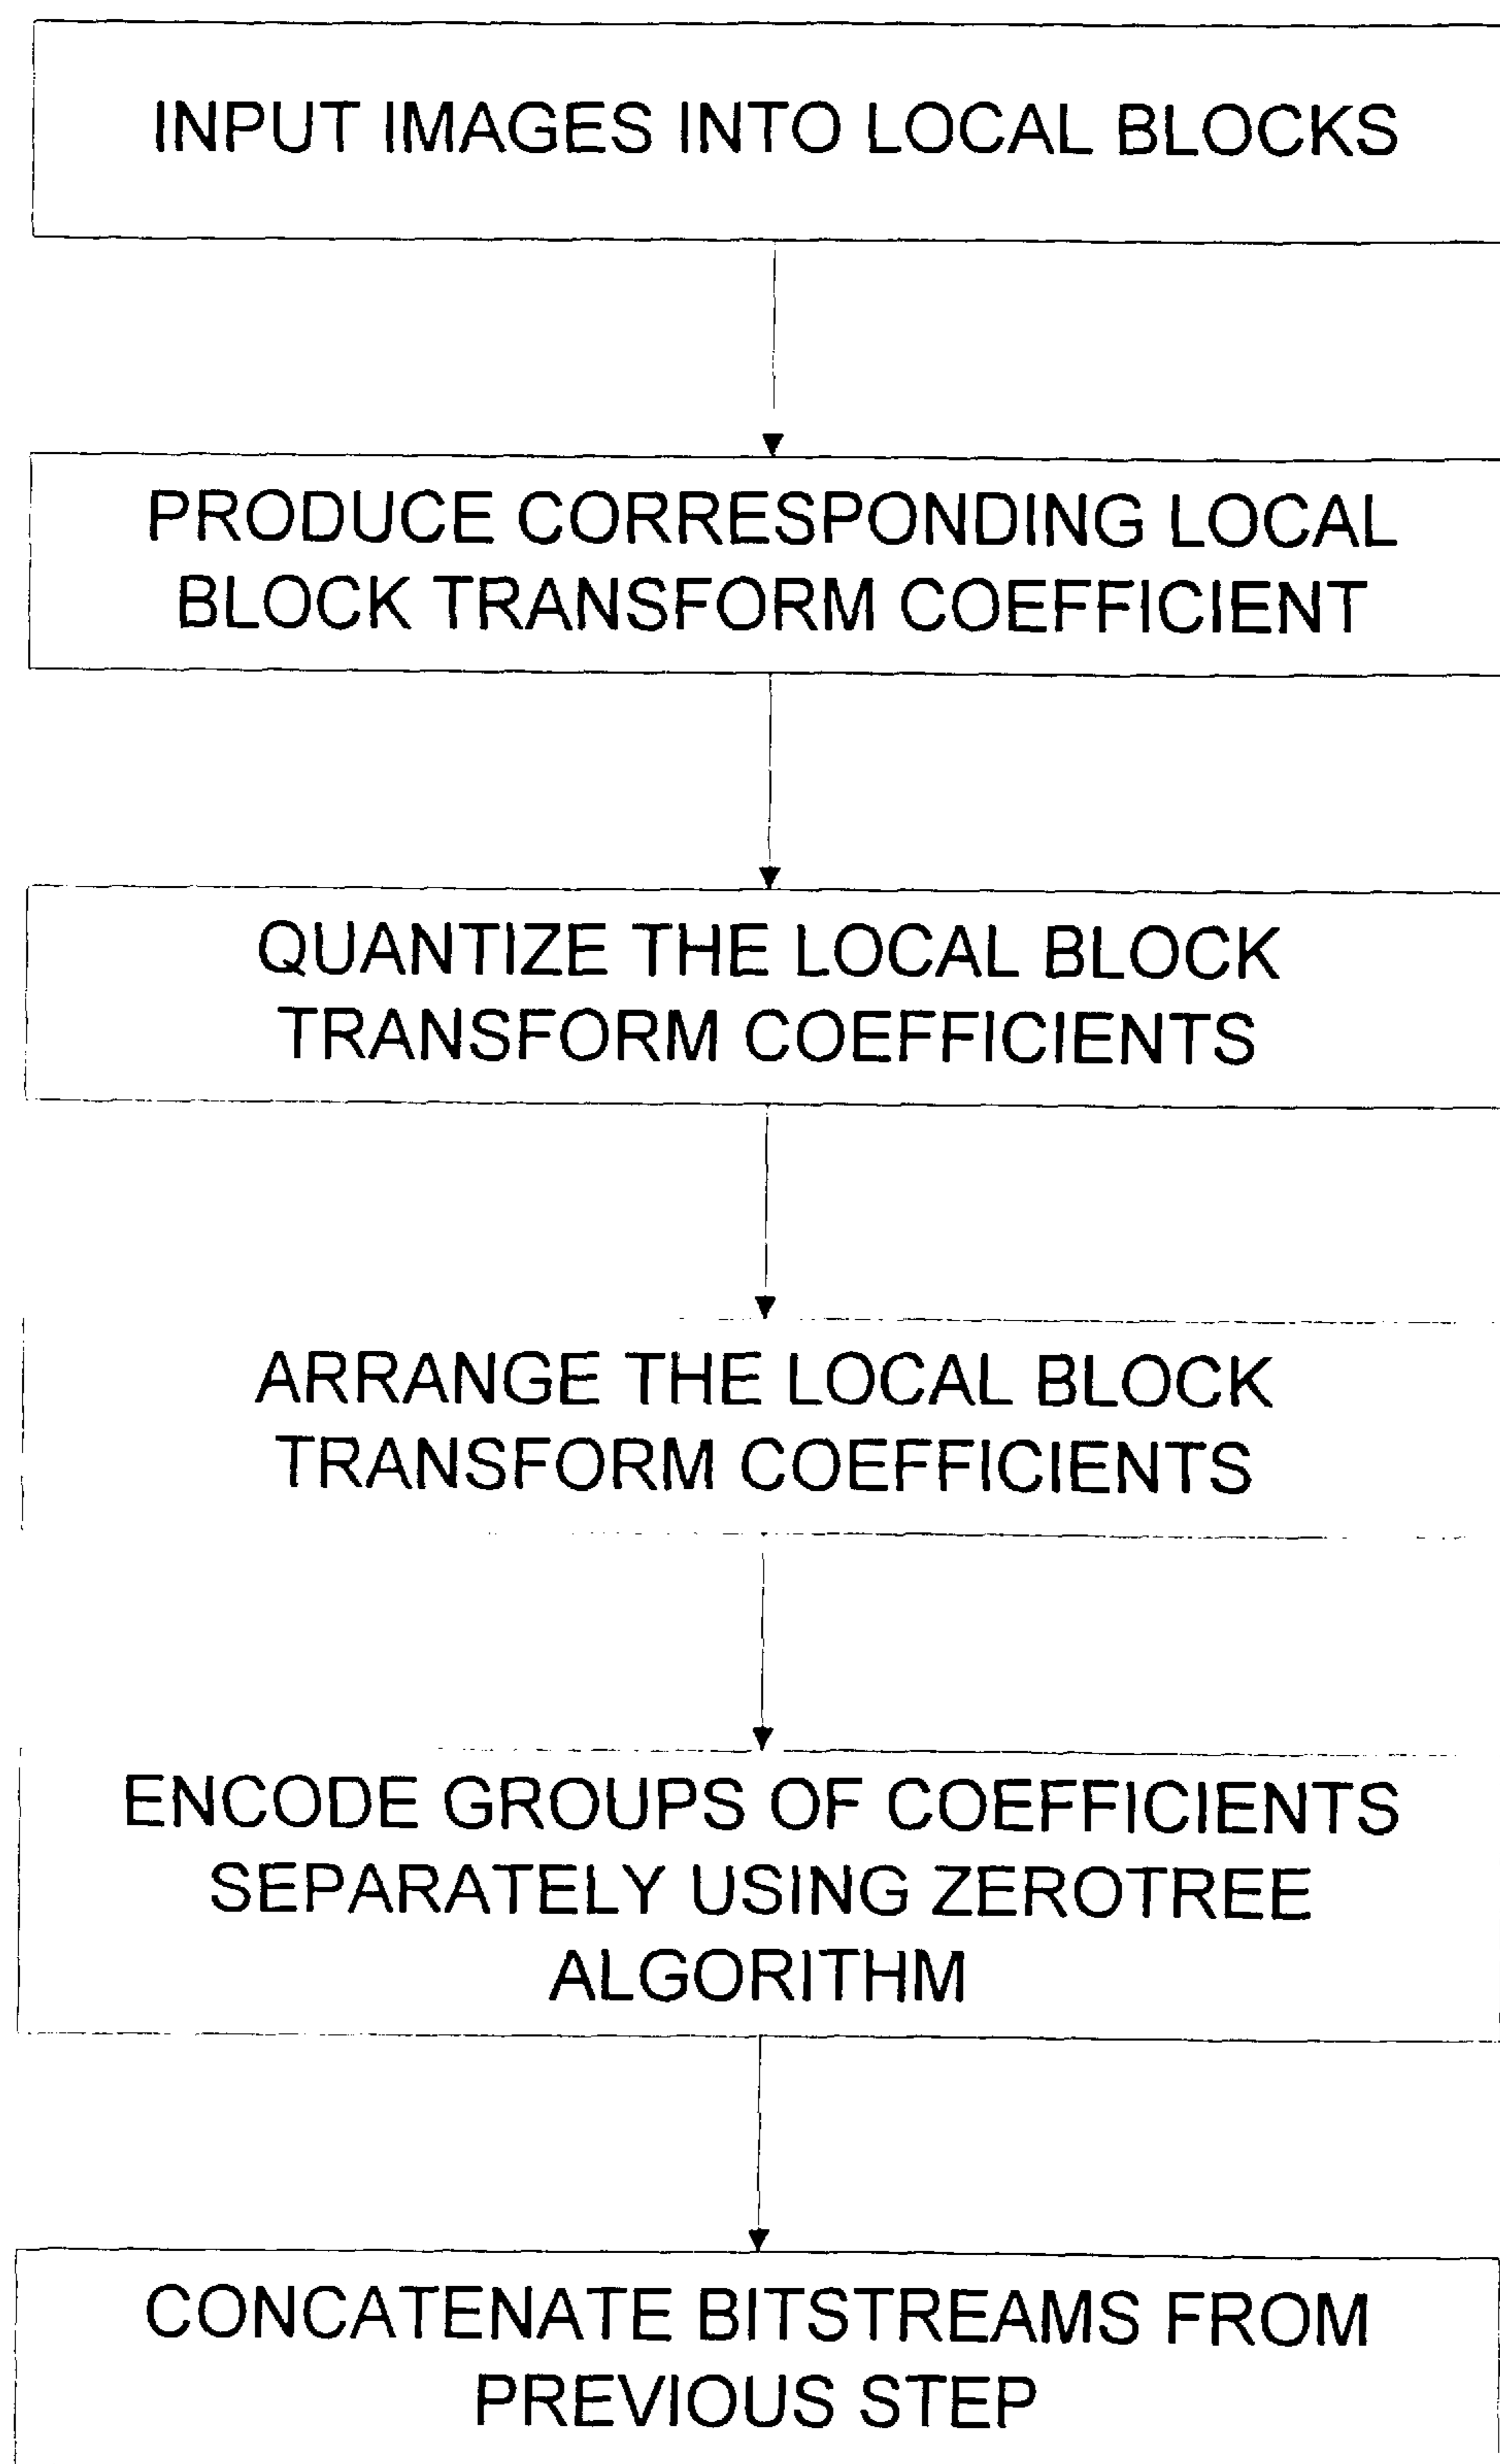 INPUT IMAGES INTO LOCAL BLOCKS
PRODUCE CORRESPONDING LOCAL
BLOCK TRANSFORM COEFFICIENT
QUANTIZE THE LOCAL BLOCK
TRANSFORM COEFFICIENTS
ARRANGE THE LOCAL BLOCK
TRANSFORM COEFFICIENTS
ENCODE GROUPS OF COEFFICIENTS
SEPARATELY USING ZEROTREE
ALGORITHM
CONCATENATE BITSTREAMS FROM
PREVIOUS STEP